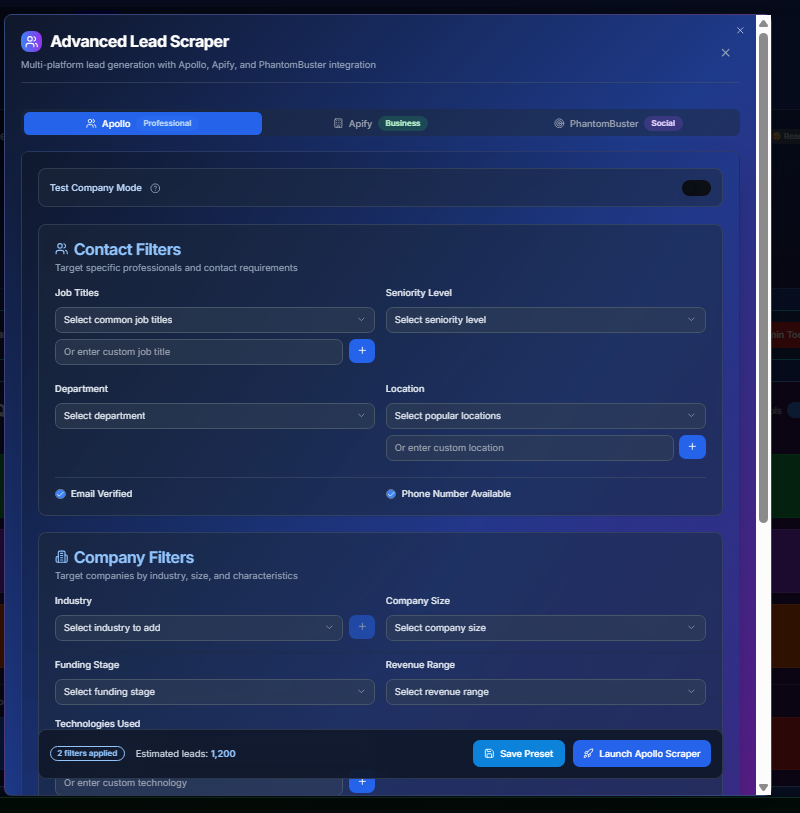 Advanced Lead Scraper
Multi-platform lead generation with Apollo, Apify, and PhantomBuster integration
Apollo Professional Apify Business PhantomBuster Social
Test Company Mode
Contact Filters
Target specific professionals and contact requirements
Job Titles Seniority Level
Select common job titles Select seniority level
Or enter custom job title +
Department Location
Select department Select popular locations
Or enter custom location +
Email Verified Phone Number Available
Company Filters
Target companies by industry, size, and characteristics
Industry Company Size
Select industry to add + Select company size
Funding Stage Revenue Range
Select funding stage Select revenue range
Technologies Used
2 filters applied Estimated leads: 1,200 Save Preset Launch Apollo Scraper
Or enter custom technology +